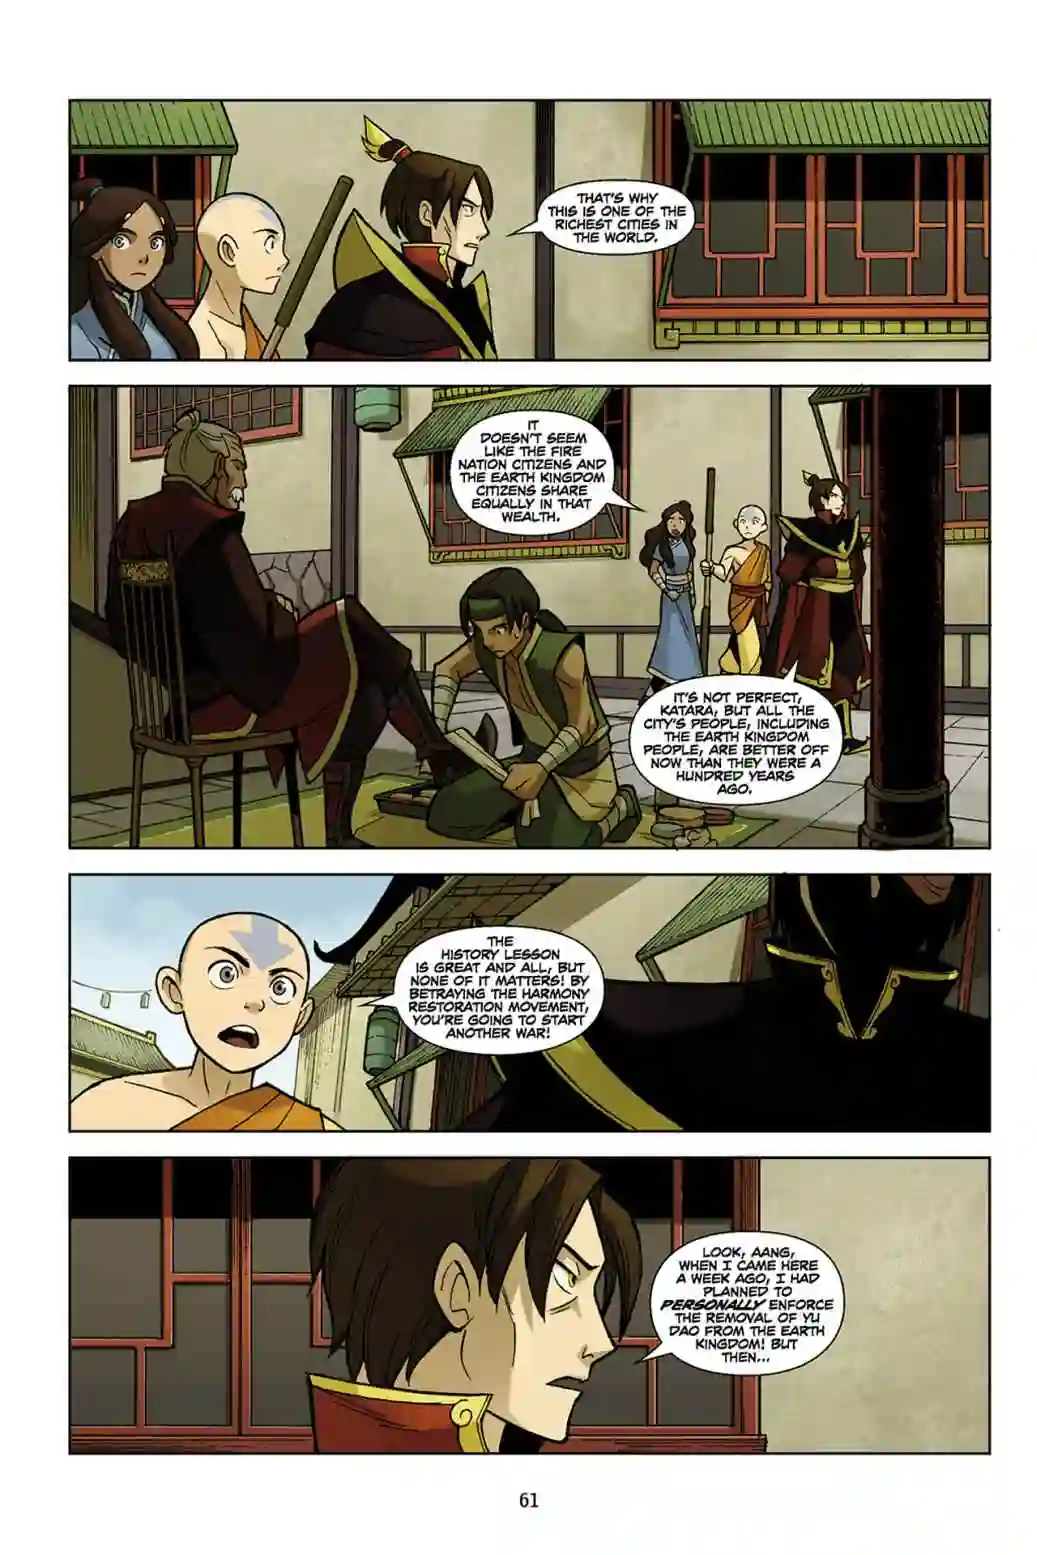 THAT'S WHY
THIS IS ONE OF THE
RICHEST CITIES IN
THE WORLD.
IT
DOESN'T SEEM
LIKE THE FIRE
NATION CITIZENS AND
THE EARTH KINGDOM
CITIZENS SHARE
EQUALLY IN THAT
WEALTH.
IT'S NOT PERFECT,
KATARA, BUT ALL THE
CITY'S PEOPLE, INCLUDING
THE EARTH KINGDOM
PEOPLE, ARE BETTER OFF
NOW THAN THEY WERE A
HUNDRED YEARS
AGO.
THE
HISTORY LESSON
IS GREAT AND ALL, BUT
NONE OF IT MATTERS! BY
BETRAYING THE HARMONY
RESTORATION MOVEMENT,
YOU'RE GOING TO START
ANOTHER WAR!
LOOK, AANG,
WHEN I CAME HERE
A WEEK AGO, I HAD
PLANNED TO
PERSONALLY ENFORCE
THE REMOVAL OF YU
DAO FROM THE EARTH
KINGDOM! BUT
THEN...
61